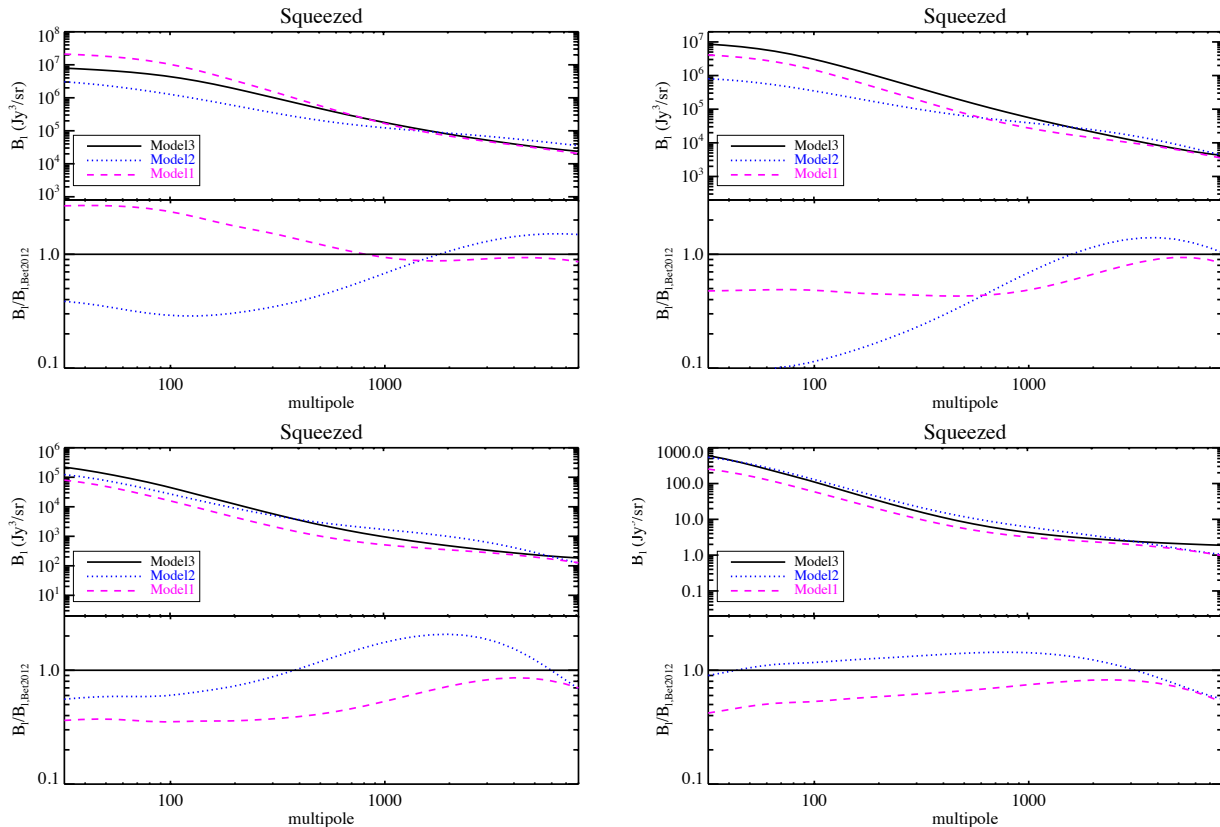 Squeezed
10^8
10^7
10^6
10^5
10^4
10^3
B_l (Jy^3/sr)
Model3
Model2
Model1
1.0
0.1
B_l/B_l,Bet2012
100 1000
multipole
Squeezed
10^7
10^6
10^5
10^4
10^3
B_l (Jy^3/sr)
Model3
Model2
Model1
1.0
0.1
B_l/B_l,Bet2012
100 1000
multipole
Squeezed
10^6
10^5
10^4
10^3
10^2
10^1
B_l (Jy^3/sr)
Model3
Model2
Model1
1.0
0.1
B_l/B_l,Bet2012
100 1000
multipole
Squeezed
1000.0
100.0
10.0
1.0
0.1
B_l (Jy /sr)
Model3
Model2
Model1
1.0
0.1
B_l/B_l,Bet2012
100 1000
multipole